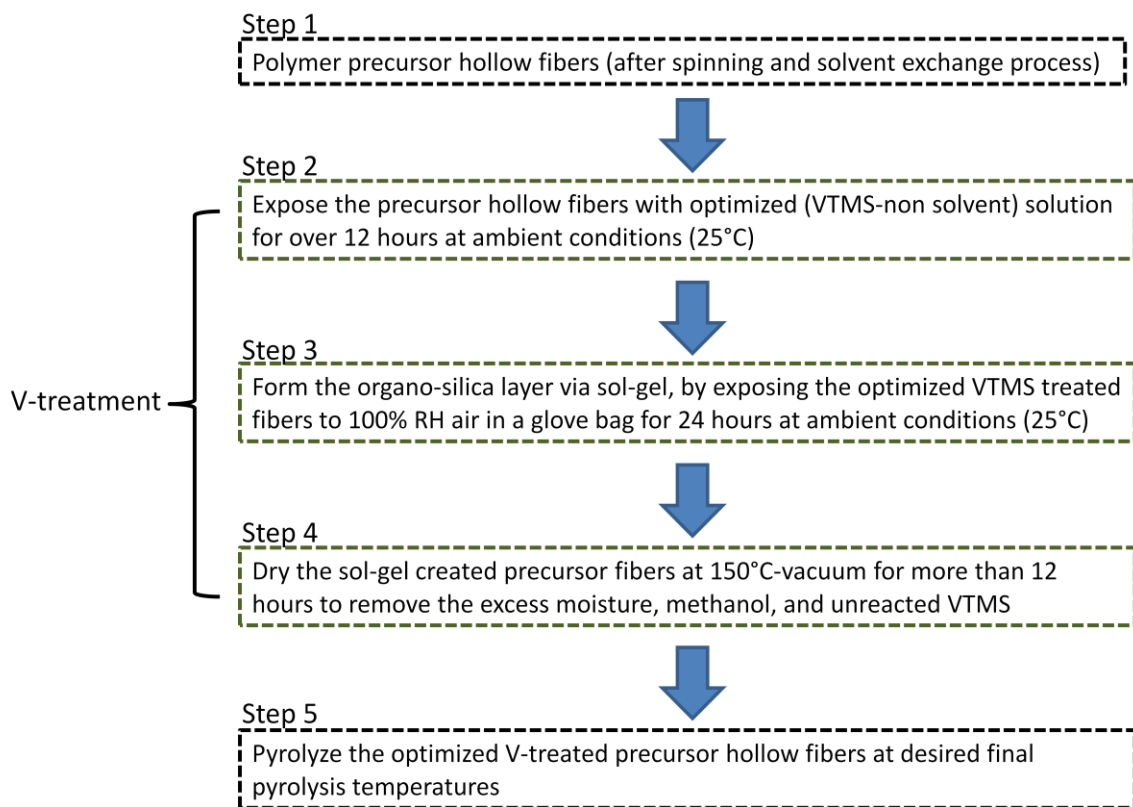 Step 1
Polymer precursor hollow fibers (after spinning and solvent exchange process)
Step 2
Expose the precursor hollow fibers with optimized (VTMS-non solvent) solution
for over 12 hours at ambient conditions (25°C)
Step 3
Form the organo-silica layer via sol-gel, by exposing the optimized VTMS treated
fibers to 100% RH air in a glove bag for 24 hours at ambient conditions (25°C)
V-treatment
Step 4
Dry the sol-gel created precursor fibers at 150°C-vacuum for more than 12
hours to remove the excess moisture, methanol, and unreacted VTMS
Step 5
Pyrolyze the optimized V-treated precursor hollow fibers at desired final
pyrolysis temperatures